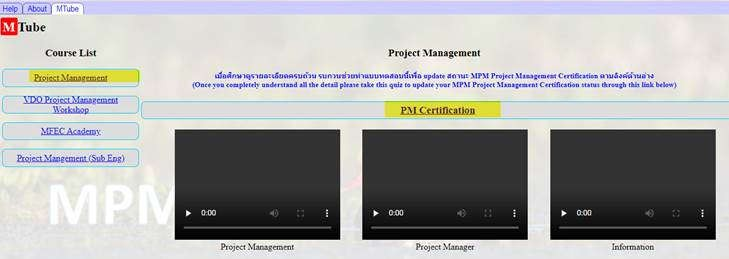 Help About MTube
MTube
Course List
Project Management
VDO Project Management
Workshop
MFEC Academy
Project Mangement (Sub Eng)
Project Management
เมื่อศึกษาดูรายละเอียดครบถ้วน รบกวนช่วยทำแบบทดสอบนี้เพื่อ update สถานะ MPM Project Management Certification ตามลิงค์ด้านล่าง
(Once you completely understand all the detail please take this quiz to update your MPM Project Management Certification status through this link below)
PM Certification
0:00 0:00 0:00
Project Management Project Manager Information
MPM